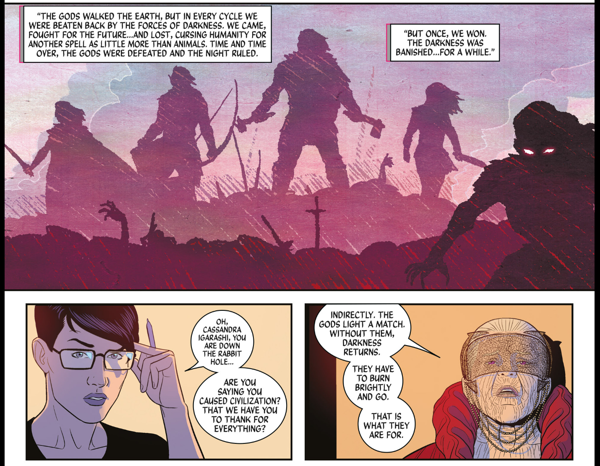 "THE GODS WALKED THE EARTH, BUT IN EVERY CYCLE WE
WERE BEATEN BACK BY THE FORCES OF DARKNESS. WE CAME,
FOUGHT FOR THE FUTURE...AND LOST, CURSING HUMANITY FOR
ANOTHER SPELL AS LITTLE MORE THAN ANIMALS. TIME AND TIME
OVER, THE GODS WERE DEFEATED AND THE NIGHT RULED.
"BUT ONCE, WE WON.
THE DARKNESS WAS
BANISHED...FOR A WHILE."
OH,
CASSANDRA
IGARASHI, YOU
ARE DOWN
THE RABBIT
HOLE...
ARE YOU
SAYING YOU
CAUSED CIVILIZATION?
THAT WE HAVE YOU
TO THANK FOR
EVERYTHING?
INDIRECTLY. THE
GODS LIGHT A MATCH.
WITHOUT THEM,
DARKNESS
RETURNS.
THEY HAVE
TO BURN
BRIGHTLY
AND GO.
THAT IS
WHAT THEY
ARE FOR.